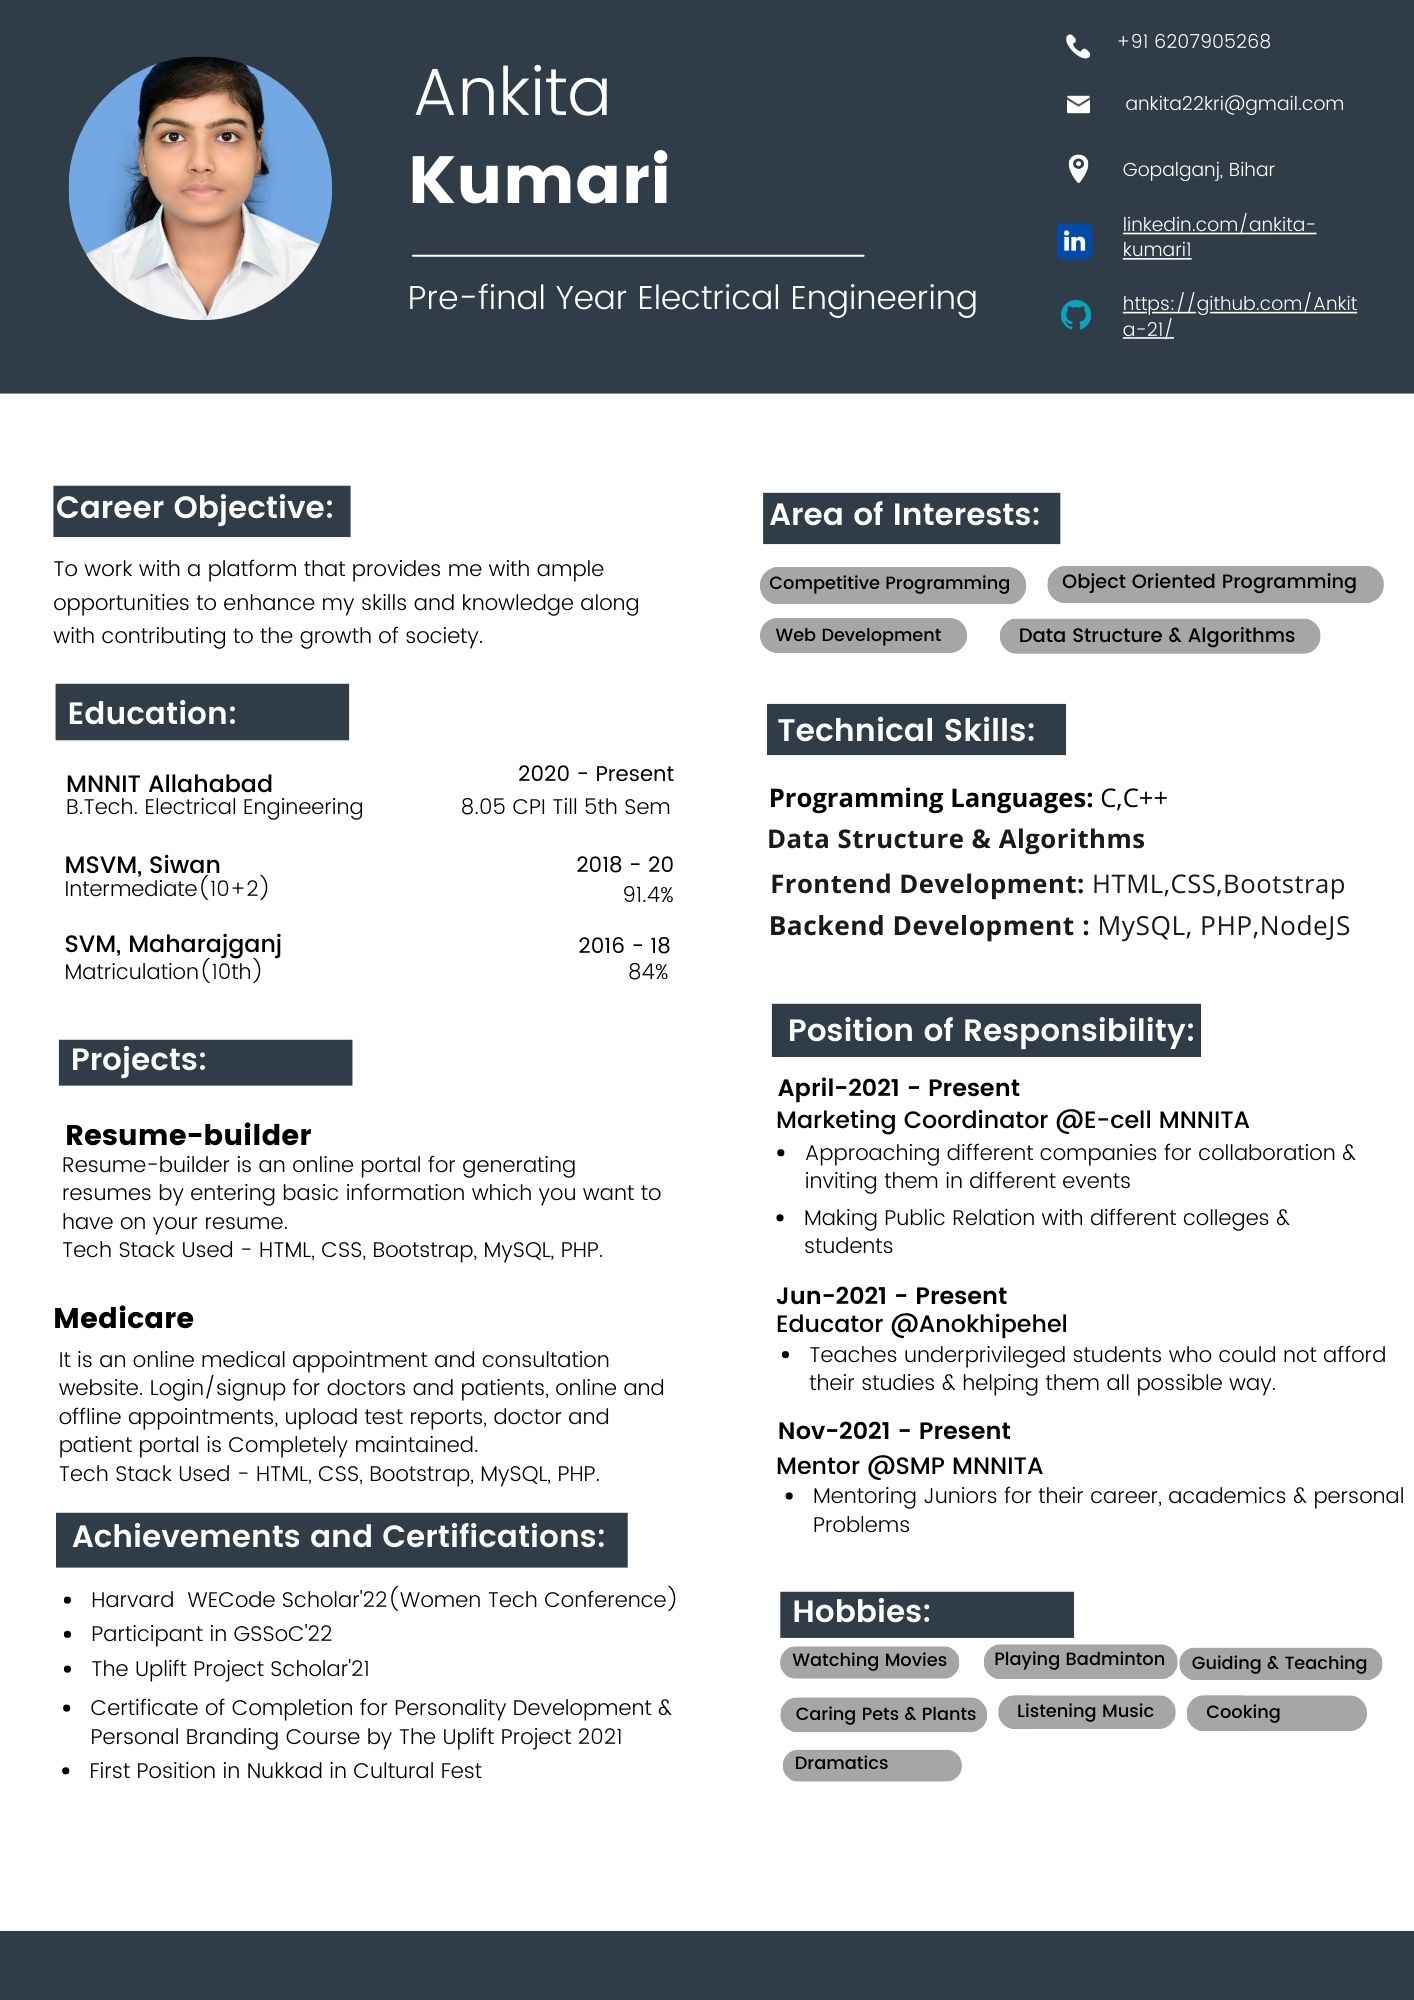 Ankita
Kumari
Pre-final Year Electrical Engineering
+91 6207905268
ankita22kri@gmail.com
Gopalganj, Bihar
linkedin.com/ankita-
kumari1
https://github.com/Ankit
a-21/
Career Objective:
To work with a platform that provides me with ample
opportunities to enhance my skills and knowledge along
with contributing to the growth of society.
Education:
MNNIT Allahabad 2020 - Present
B.Tech. Electrical Engineering 8.05 CPI Till 5th Sem
MSVM, Siwan 2018 - 20
Intermediate(10+2) 91.4%
SVM, Maharajganj 2016 - 18
Matriculation(10th) 84%
Projects:
Resume-builder
Resume-builder is an online portal for generating
resumes by entering basic information which you want to
have on your resume.
Tech Stack Used - HTML, CSS, Bootstrap, MySQL, PHP.
Medicare
It is an online medical appointment and consultation
website. Login/signup for doctors and patients, online and
offline appointments, upload test reports, doctor and
patient portal is Completely maintained.
Tech Stack Used - HTML, CSS, Bootstrap, MySQL, PHP.
Achievements and Certifications:
• Harvard WECode Scholar'22(Women Tech Conference)
• Participant in GSSoC'22
• The Uplift Project Scholar'21
• Certificate of Completion for Personality Development &
Personal Branding Course by The Uplift Project 2021
• First Position in Nukkad in Cultural Fest
Area of Interests:
Competitive Programming Object Oriented Programming
Web Development Data Structure & Algorithms
Technical Skills:
Programming Languages: C,C++
Data Structure & Algorithms
Frontend Development: HTML,CSS,Bootstrap
Backend Development : MySQL, PHP,NodeJS
Position of Responsibility:
April-2021 - Present
Marketing Coordinator @E-cell MNNITA
• Approaching different companies for collaboration &
inviting them in different events
• Making Public Relation with different colleges &
students
Jun-2021 - Present
Educator @Anokhipehel
• Teaches underprivileged students who could not afford
their studies & helping them all possible way.
Nov-2021 - Present
Mentor @SMP MNNITA
• Mentoring Juniors for their career, academics & personal
Problems
Hobbies:
Watching Movies Playing Badminton Guiding & Teaching
Caring Pets & Plants Listening Music Cooking
Dramatics